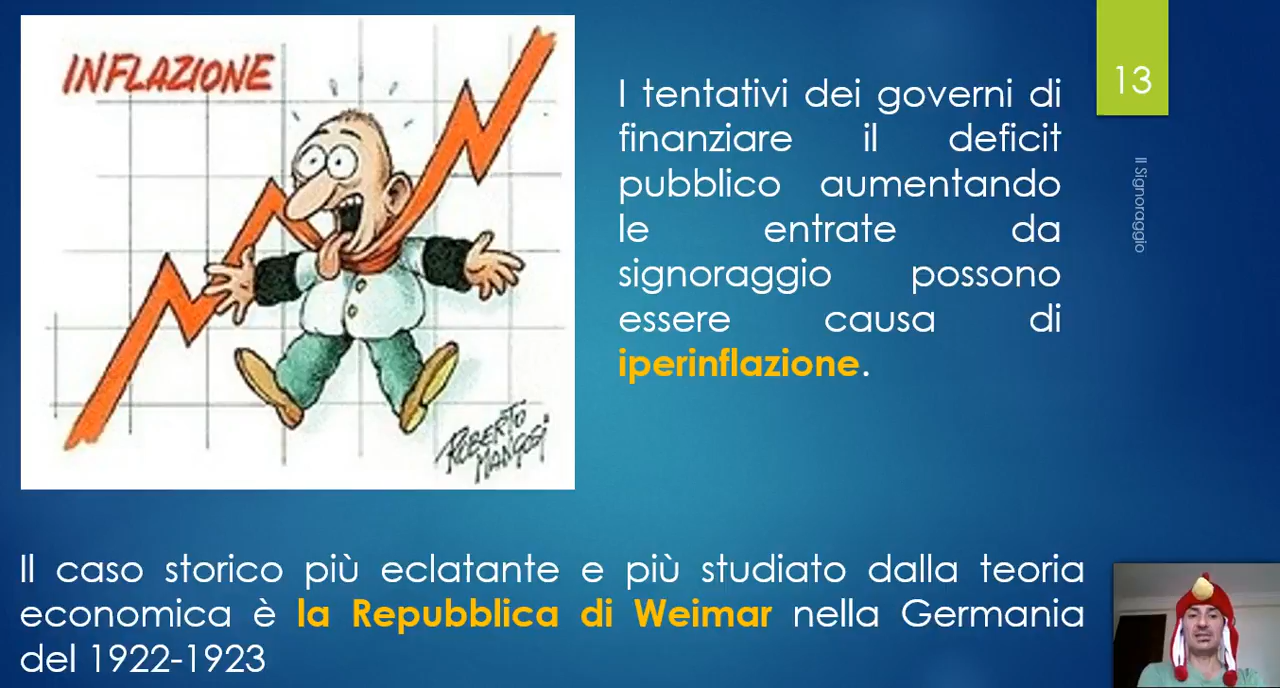 INFLAZIONE
ROBERTO
MANGOSI
I tentativi dei governi di
finanziare il deficit
pubblico aumentando
le entrate da
signoraggio possono
essere causa di
iperinflazione.
13
Il Signoraggio
Il caso storico più eclatante e più studiato dalla teoria
economica è la Repubblica di Weimar nella Germania
del 1922-1923